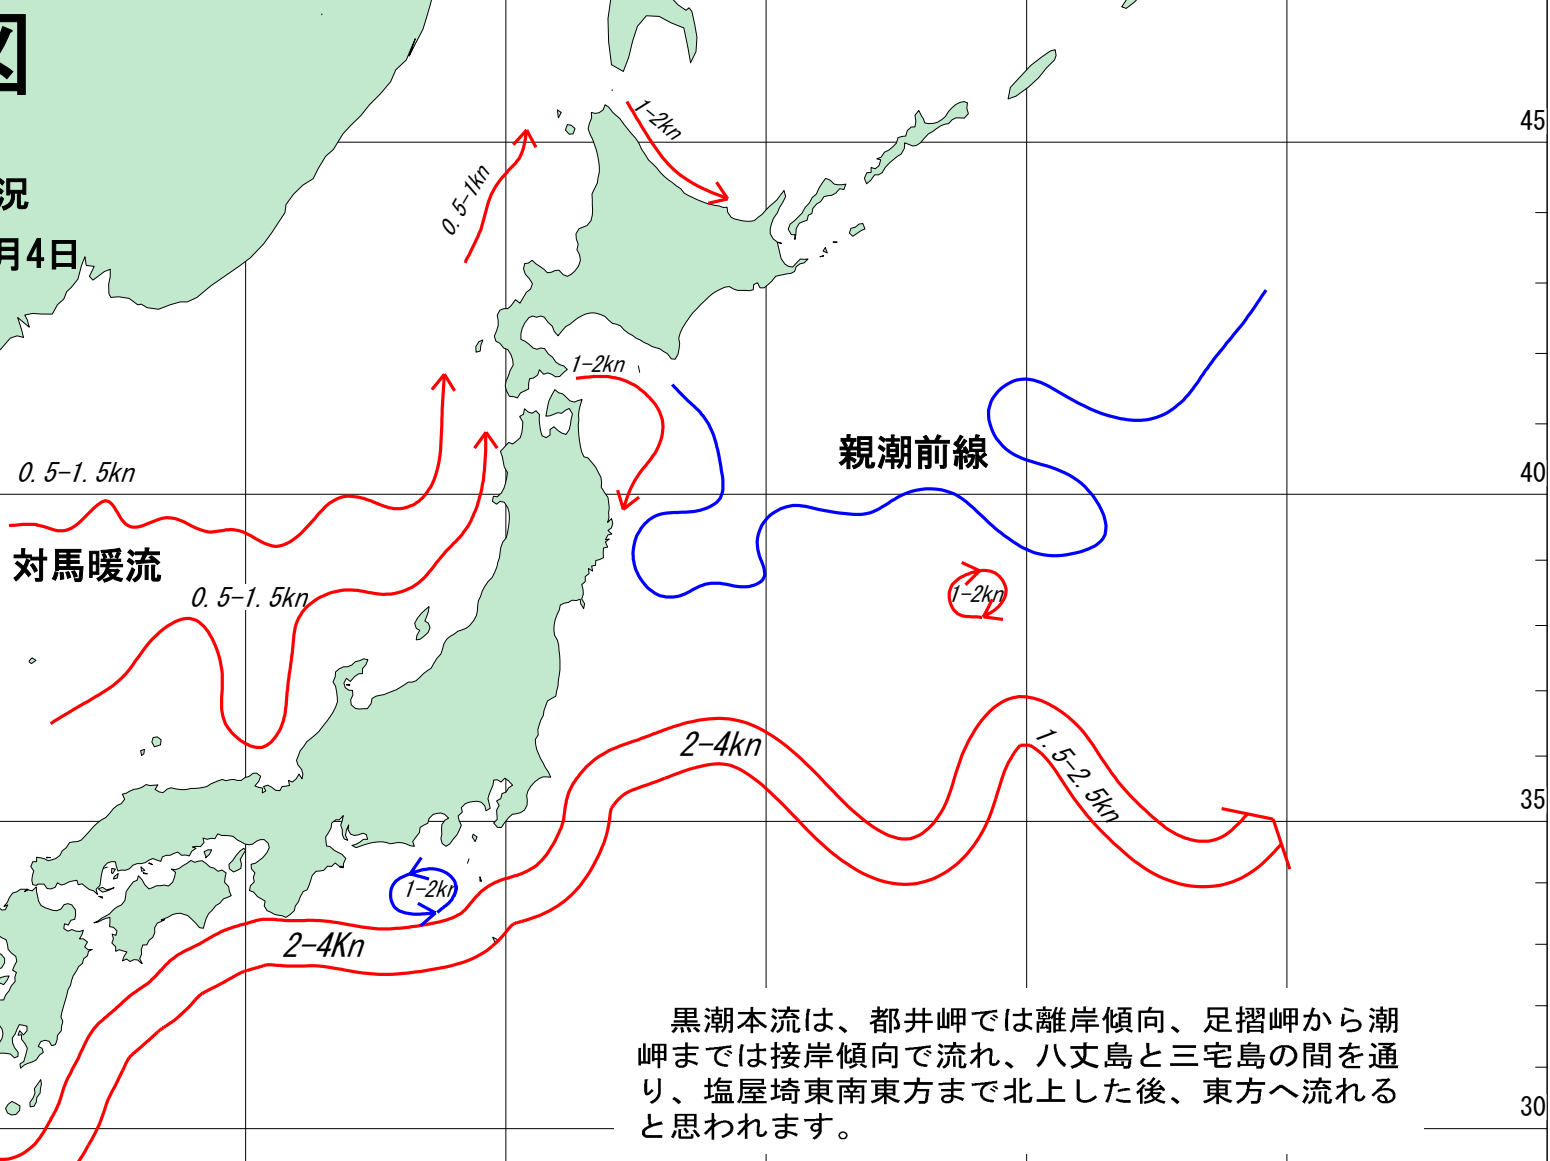 図
況
月4日
45
1-2kn
0.5-1kn
1-2kn
親潮前線
0.5-1.5kn
40
対馬暖流
0.5-1.5kn
1-2kn
2-4kn
1.5-2.5kn
35
1-2kn
2-4Kn
黒潮本流は、都井岬では離岸傾向、足摺岬から潮
岬までは接岸傾向で流れ、八丈島と三宅島の間を通
り、塩屋埼東南東方まで北上した後、東方へ流れる
と思われます。
30